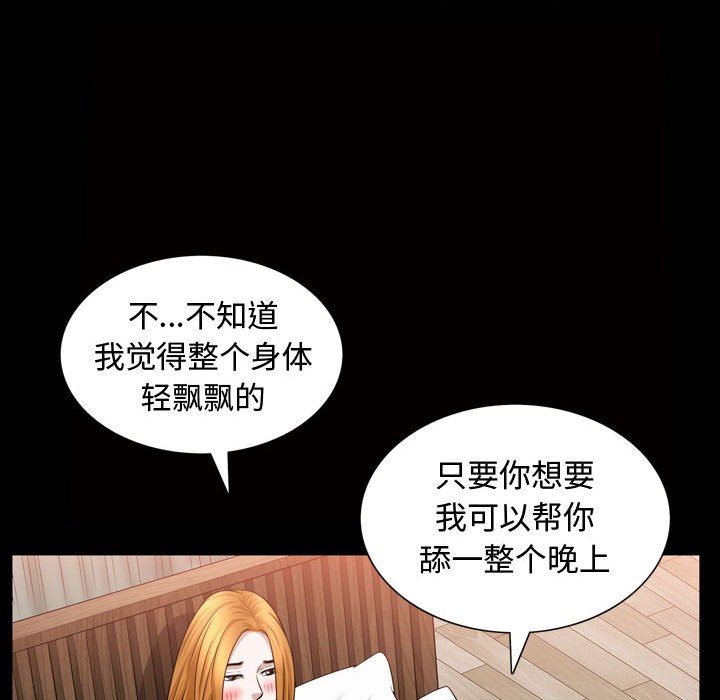 不...不知道
我觉得整个身体
轻飘飘的
只要你想要
我可以帮你
舔一整个晚上